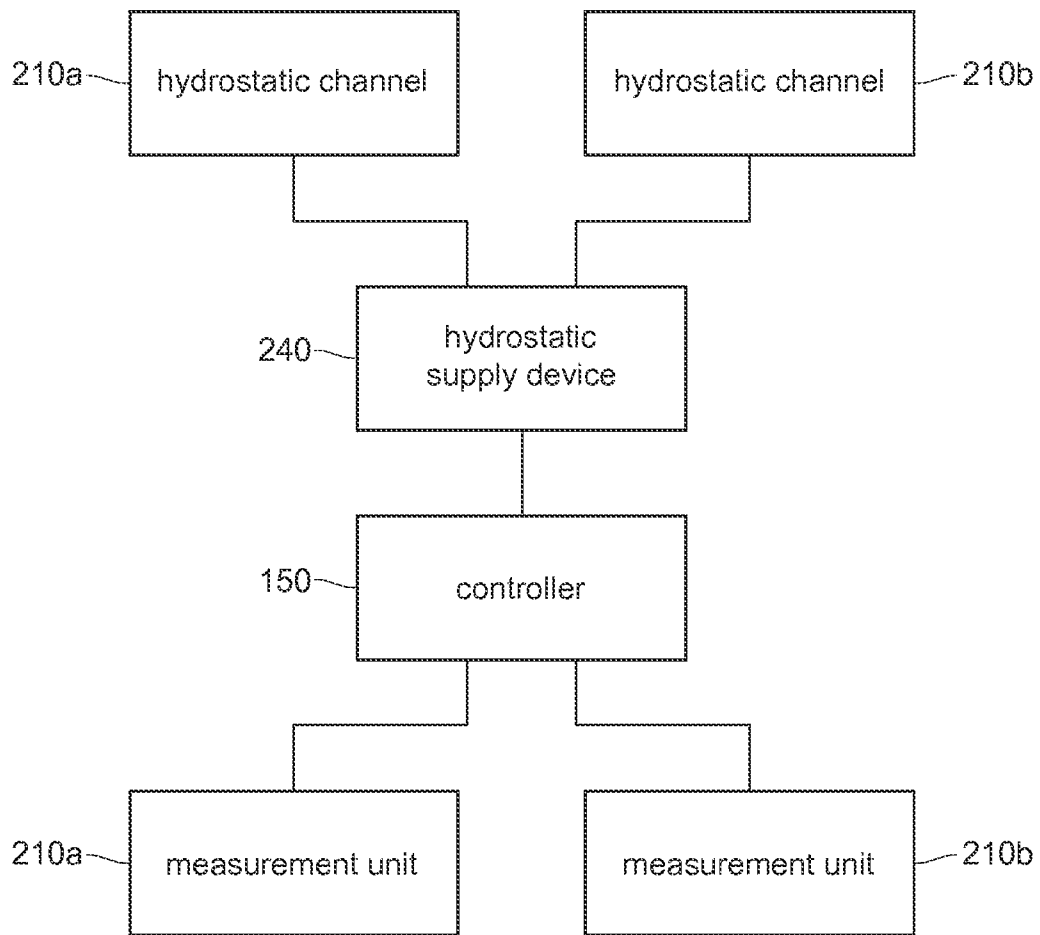 210a hydrostatic channel
hydrostatic channel 210b
240
hydrostatic
supply device
150 controller
210a measurement unit
measurement unit 210b